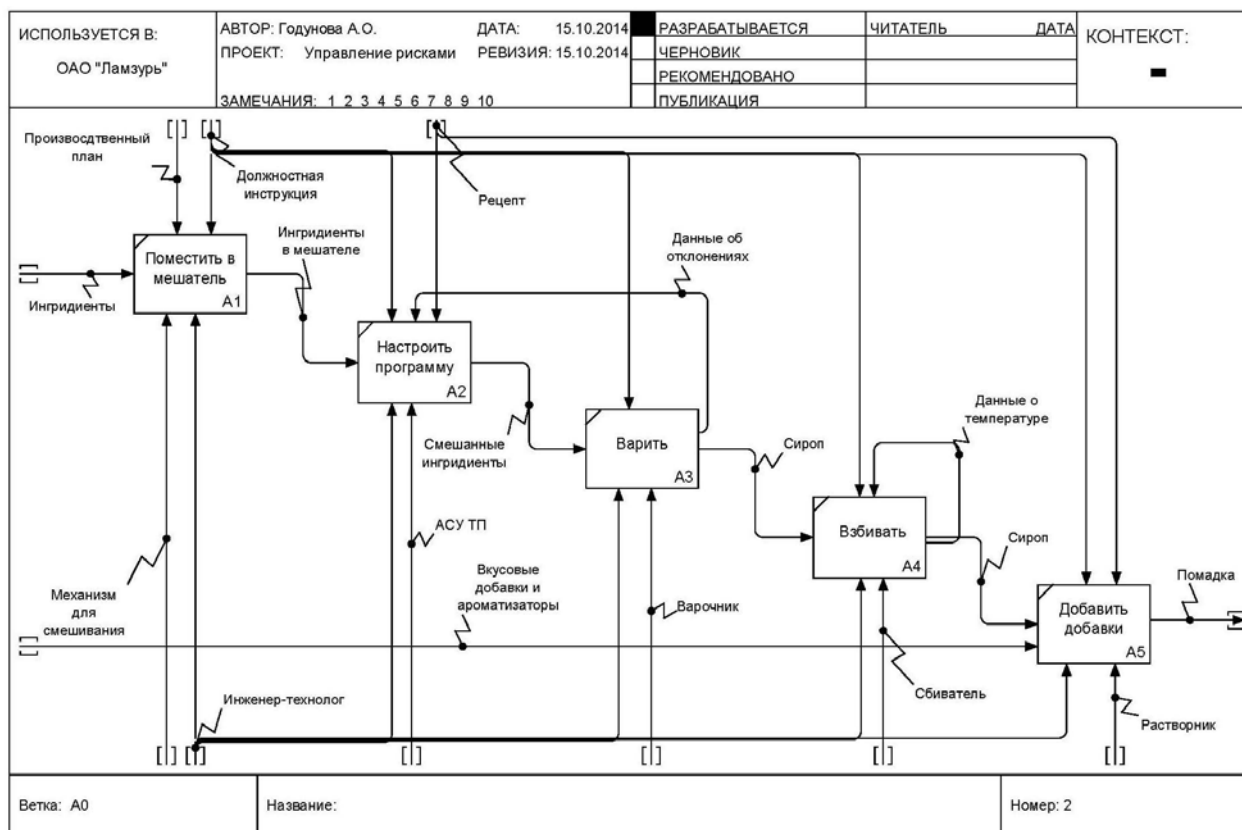 ИСПОЛЬЗУЕТСЯ В:
ОАО "Ламзурь"
АВТОР: Годунова А.О.
ДАТА: 15.10.2014
ПРОЕКТ: Управление рисками
РЕВИЗИЯ: 15.10.2014
ЗАМЕЧАНИЯ: 1 2 3 4 5 6 7 8 9 10
РАЗРАБАТЫВАЕТСЯ
ЧЕРНОВИК
РЕКОМЕНДОВАНО
ПУБЛИКАЦИЯ
ЧИТАТЕЛЬ
ДАТА
КОНТЕКСТ:
Произвосдтвенный
план
Должностная
инструкция
Рецепт
Ингридиенты
в мешателе
Данные об
отклонениях
Поместить в
мешатель
A1
Ингридиенты
Настроить
программу
A2
Смешанные
ингридиенты
Варить
A3
Сироп
Данные о
температуре
Взбивать
A4
Сироп
Добавить
добавки
A5
Помадка
Механизм
для
смешивания
АСУ ТП
Вкусовые
добавки и
ароматизаторы
Варочник
Сбиватель
Растворник
Инженер-технолог
Ветка: A0
Название:
Номер: 2